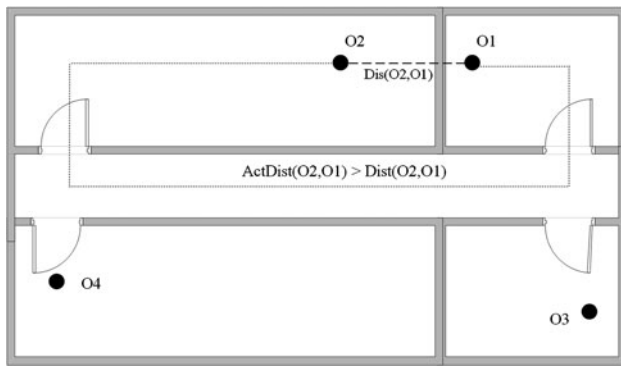 O2
O1
Dis(O2,O1)
ActDist(O2,O1) > Dist(O2,O1)
O4
O3